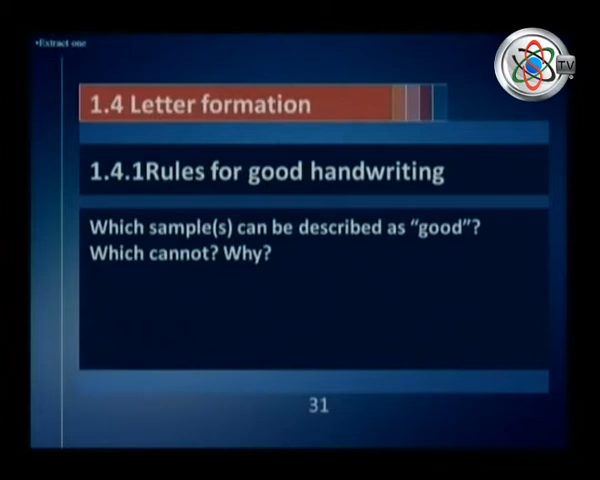 •Extract one
TV
1.4 Letter formation
1.4.1Rules for good handwriting
Which sample(s) can be described as “good”?
Which cannot? Why?
31